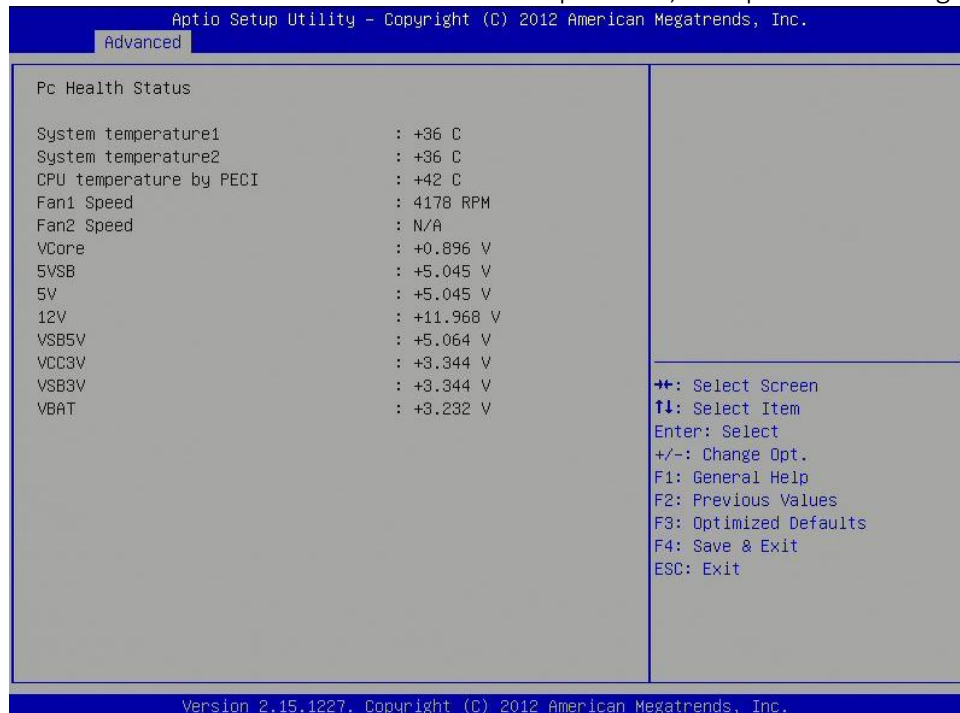 Aptio Setup Utility – Copyright (C) 2012 American Megatrends, Inc.
Advanced
Pc Health Status
System temperature1 : +36 C
System temperature2 : +36 C
CPU temperature by PECI : +42 C
Fan1 Speed : 4178 RPM
Fan2 Speed : N/A
VCore : +0.896 V
5VSB : +5.045 V
5V : +5.045 V
12V : +11.968 V
VSB5V : +5.064 V
VCC3V : +3.344 V
VSB3V : +3.344 V
VBAT : +3.232 V
→←: Select Screen
↑↓: Select Item
Enter: Select
+/-: Change Opt.
F1: General Help
F2: Previous Values
F3: Optimized Defaults
F4: Save & Exit
ESC: Exit
Version 2.15.1227. Copyright (C) 2012 American Megatrends, Inc.